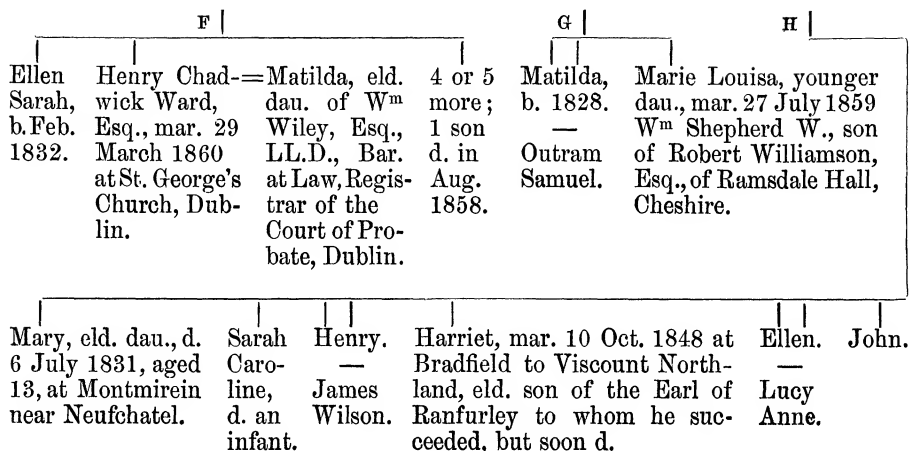 F
G
H
Ellen
Sarah,
b. Feb.
1832.
Henry Chad-=
wick Ward,
Esq., mar. 29
March 1860
at St. George's
Church, Dub-
lin.
Matilda, eld.
dau. of Wm
Wiley, Esq.,
LL.D., Bar.
at Law, Regis-
trar of the
Court of Pro-
bate, Dublin.
4 or 5
more;
1 son
d. in
Aug.
1858.
Matilda,
b. 1828.
—
Outram
Samuel.
Marie Louisa, younger
dau., mar. 27 July 1859
Wm Shepherd W., son
of Robert Williamson,
Esq., of Ramsdale Hall,
Cheshire.
Mary, eld. dau., d.
6 July 1831, aged
13, at Montmirein
near Neufchatel.
Sarah
Caro-
line,
d. an
infant.
Henry.
—
James
Wilson.
Harriet, mar. 10 Oct. 1848 at
Bradfield to Viscount North-
land, eld. son of the Earl of
Ranfurley to whom he suc-
ceeded, but soon d.
Ellen.
—
Lucy
Anne.
John.